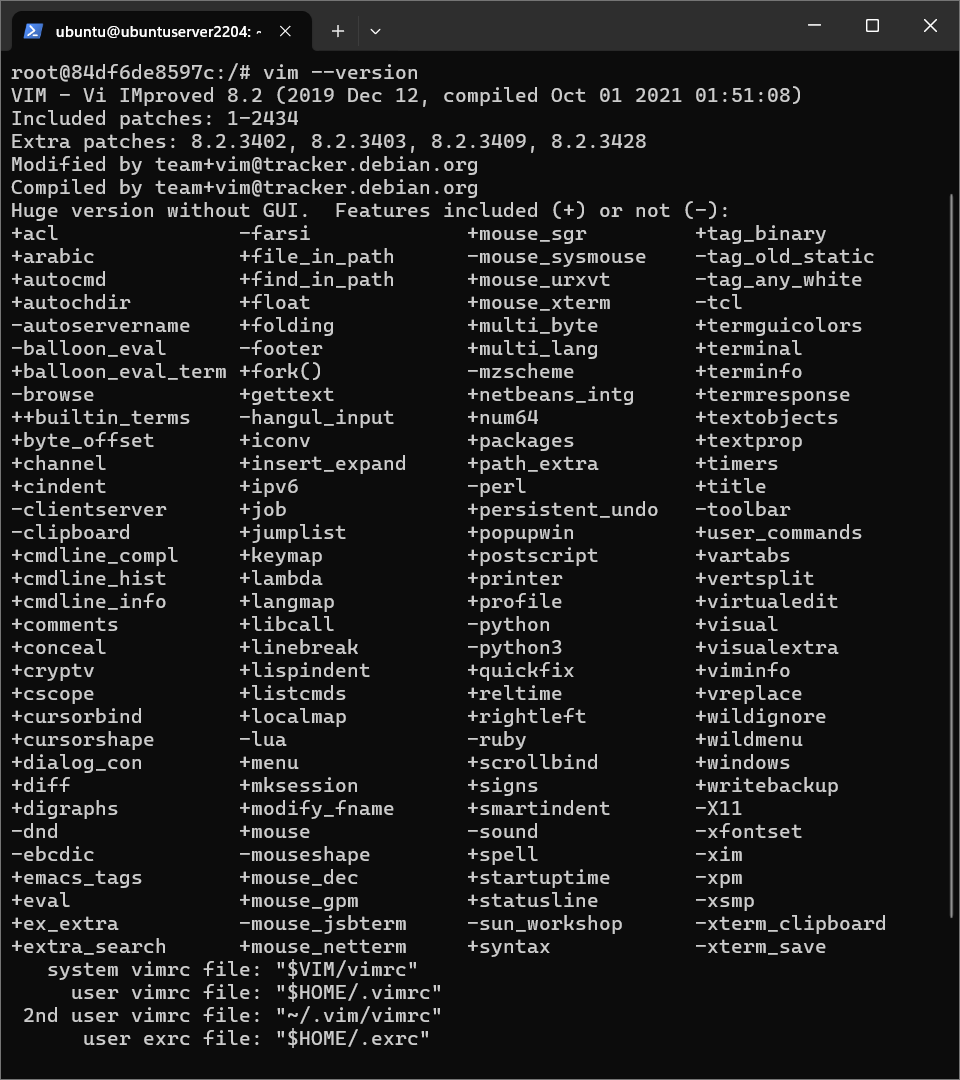 ubuntu@ubuntuserver2204: ~
root@84df6de8597c:/# vim --version
VIM - Vi IMproved 8.2 (2019 Dec 12, compiled Oct 01 2021 01:51:08)
Included patches: 1-2434
Extra patches: 8.2.3402, 8.2.3403, 8.2.3409, 8.2.3428
Modified by team+vim@tracker.debian.org
Compiled by team+vim@tracker.debian.org
Huge version without GUI.  Features included (+) or not (-):
+acl               -farsi             +mouse_sgr         +tag_binary
+arabic            +file_in_path      -mouse_sysmouse    -tag_old_static
+autocmd           +find_in_path      +mouse_urxvt       -tag_any_white
+autochdir         +float             +mouse_xterm       -tcl
-autoservername    +folding           +multi_byte        +termguicolors
-balloon_eval      -footer            +multi_lang        +terminal
+balloon_eval_term +fork()            -mzscheme          +terminfo
-browse            +gettext           +netbeans_intg     +termresponse
++builtin_terms    -hangul_input      +num64             +textobjects
+byte_offset       +iconv             +packages          +textprop
+channel           +insert_expand     +path_extra        +timers
+cindent           +ipv6              -perl              +title
-clientserver      +job               +persistent_undo   -toolbar
-clipboard         +jumplist          +popupwin          +user_commands
+cmdline_compl     +keymap            +postscript        +vartabs
+cmdline_hist      +lambda            +printer           +vertsplit
+cmdline_info      +langmap           +profile           +virtualedit
+comments          +libcall           -python            +visual
+conceal           +linebreak         -python3           +visualextra
+cryptv            +lispindent        +quickfix          +viminfo
+cscope            +listcmds          +reltime           +vreplace
+cursorbind        +localmap          +rightleft         +wildignore
+cursorshape       -lua               -ruby              +wildmenu
+dialog_con        +menu              +scrollbind        +windows
+diff              +mksession         +signs             +writebackup
+digraphs          +modify_fname      +smartindent       -X11
-dnd               +mouse             -sound             -xfontset
-ebcdic            -mouseshape        +spell             -xim
+emacs_tags        +mouse_dec         +startuptime       -xpm
+eval              +mouse_gpm         +statusline        -xsmp
+ex_extra          -mouse_jsbterm     -sun_workshop      -xterm_clipboard
+extra_search      +mouse_netterm     +syntax            -xterm_save
   system vimrc file: "$VIM/vimrc"
     user vimrc file: "$HOME/.vimrc"
 2nd user vimrc file: "~/.vim/vimrc"
      user exrc file: "$HOME/.exrc"